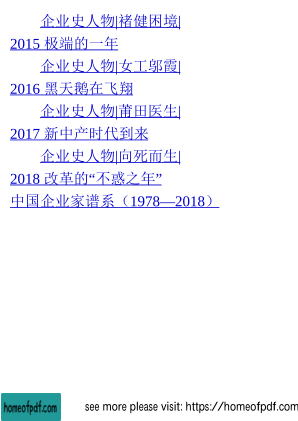 企业史人物|褚健困境|
2015 极端的一年
企业史人物|女工邬霞|
2016 黑天鹅在飞翔
企业史人物|莆田医生|
2017 新中产时代到来
企业史人物|向死而生|
2018 改革的“不惑之年”
中国企业家谱系（1978—2018）
homeofpdf.com
see more please visit: https://homeofpdf.com